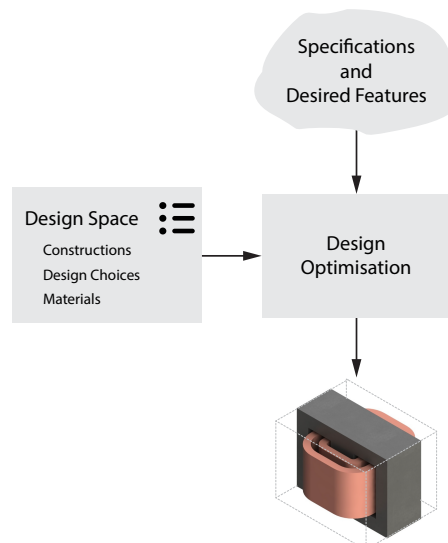 Specifications
and
Desired Features
Design Space
Constructions
Design Choices
Materials
Design
Optimisation